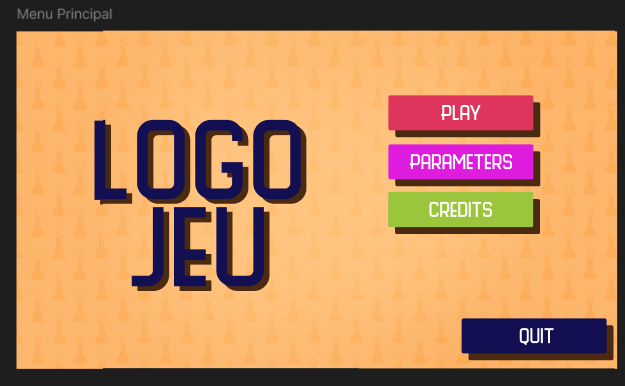 Menu Principal
LOGO
JEU
PLAY
PARAMETERS
CREDITS
QUIT